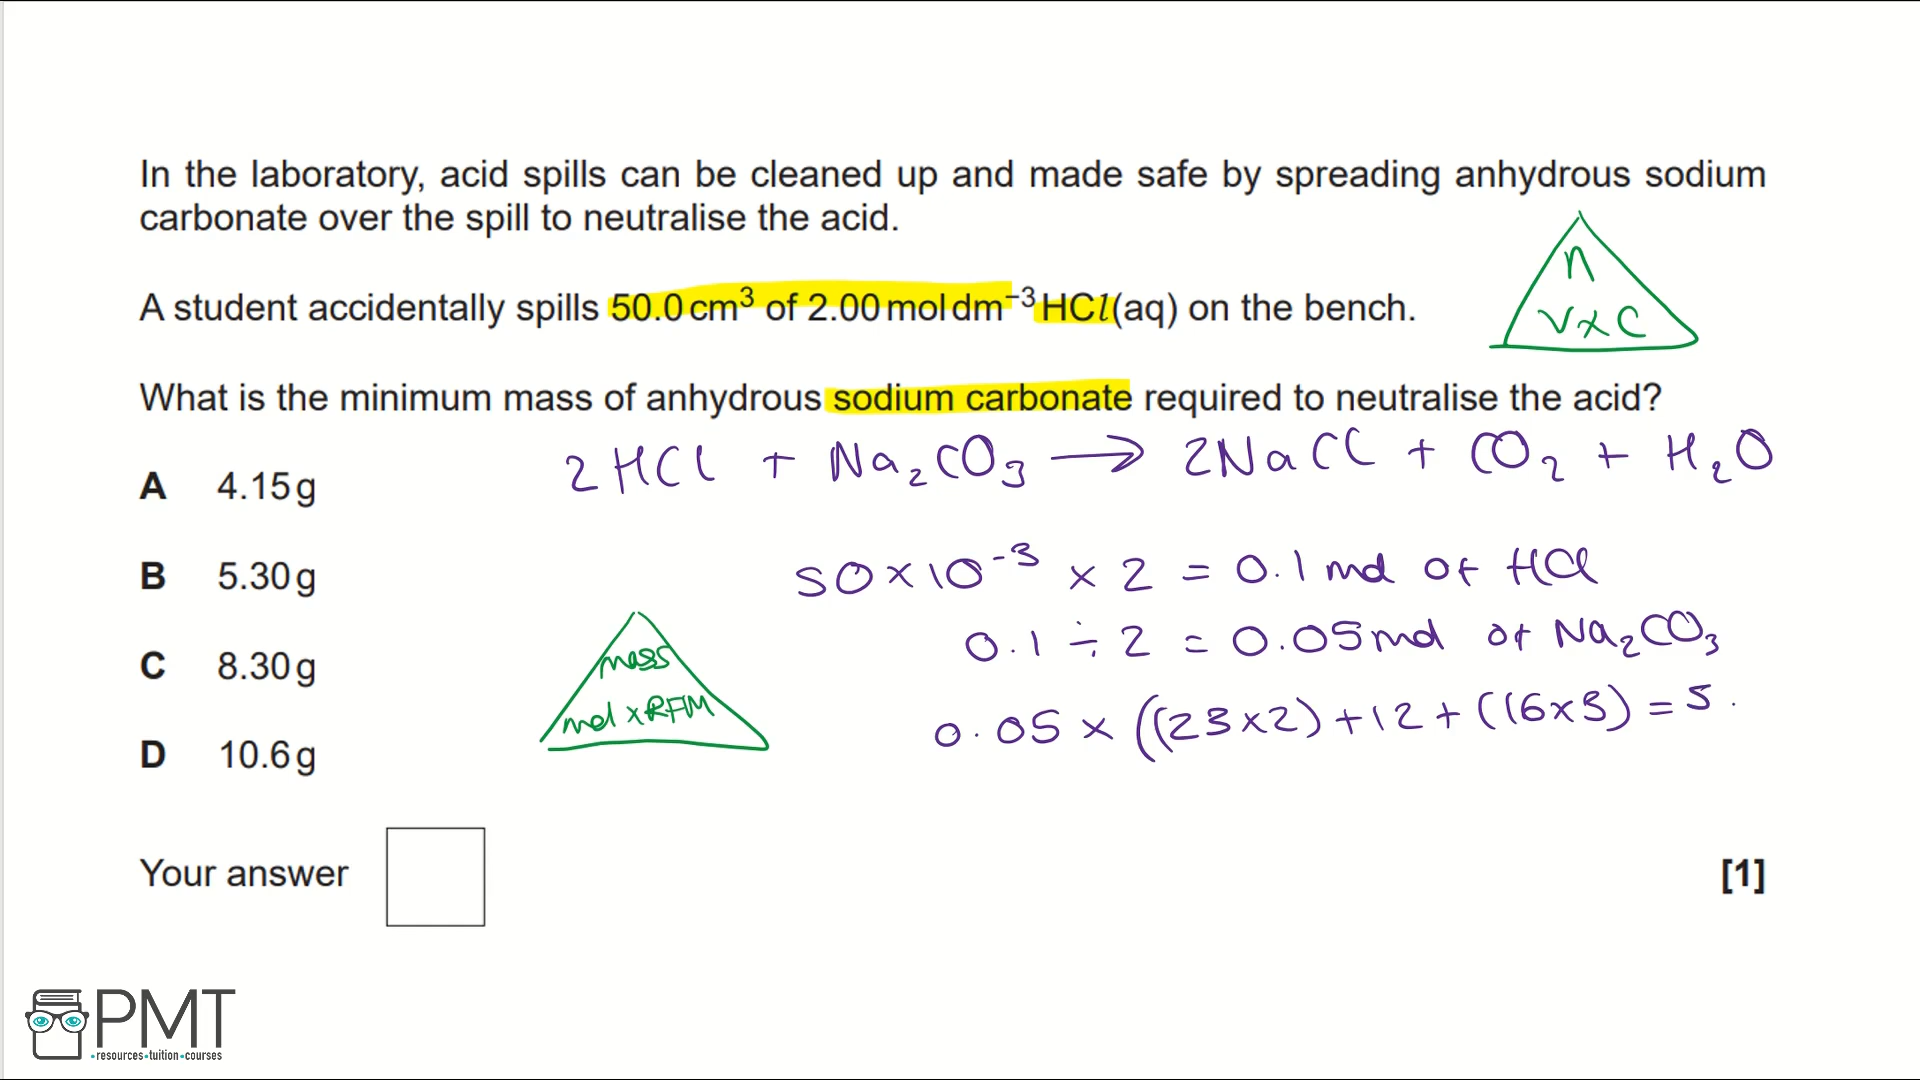 In the laboratory, acid spills can be cleaned up and made safe by spreading anhydrous sodium
carbonate over the spill to neutralise the acid.
n
v x c
A student accidentally spills 50.0 cm³ of 2.00 mol dm⁻³ HCl(aq) on the bench.
What is the minimum mass of anhydrous sodium carbonate required to neutralise the acid?
2HCl + Na₂CO₃ → 2NaCl + CO₂ + H₂O
A 4.15 g
50 x 10⁻³ x 2 = 0.1 mol of HCl
B 5.30 g
0.1 ÷ 2 = 0.05 mol of Na₂CO₃
C 8.30 g
mass
mol x RFM
0.05 x ((23x2)+12+(16x3) = 5.
D 10.6 g
Your answer
[1]
PMT
•resources•tuition•courses